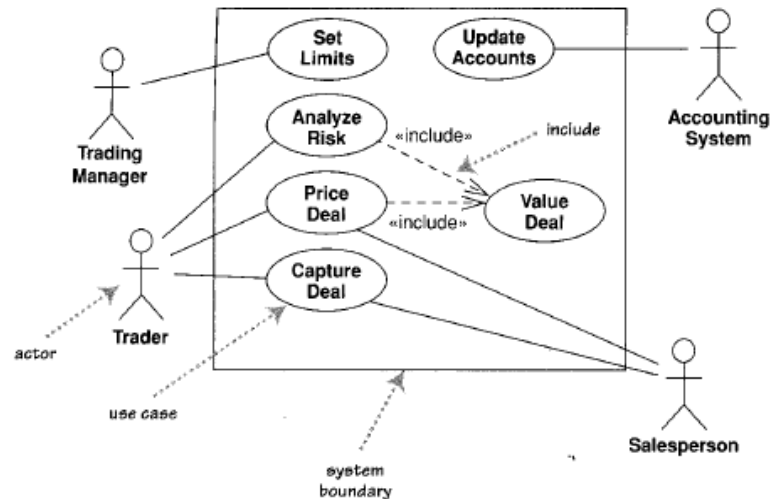 Set
Limits
Update
Accounts
Trading
Manager
Accounting
System
Analyze
Risk
«include»
include
Price
Deal
«include»
Value
Deal
Capture
Deal
Trader
actor
use case
Salesperson
system
boundary